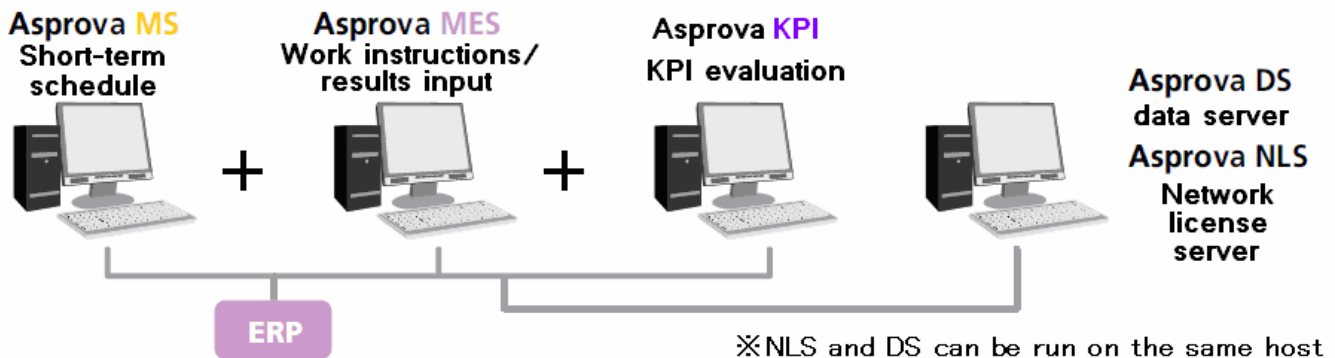 Asprova MS
Short-term
schedule
Asprova MES
Work instructions/
results input
Asprova KPI
KPI evaluation
Asprova DS
data server
Asprova NLS
Network
license
server
+
+
ERP
※NLS and DS can be run on the same host